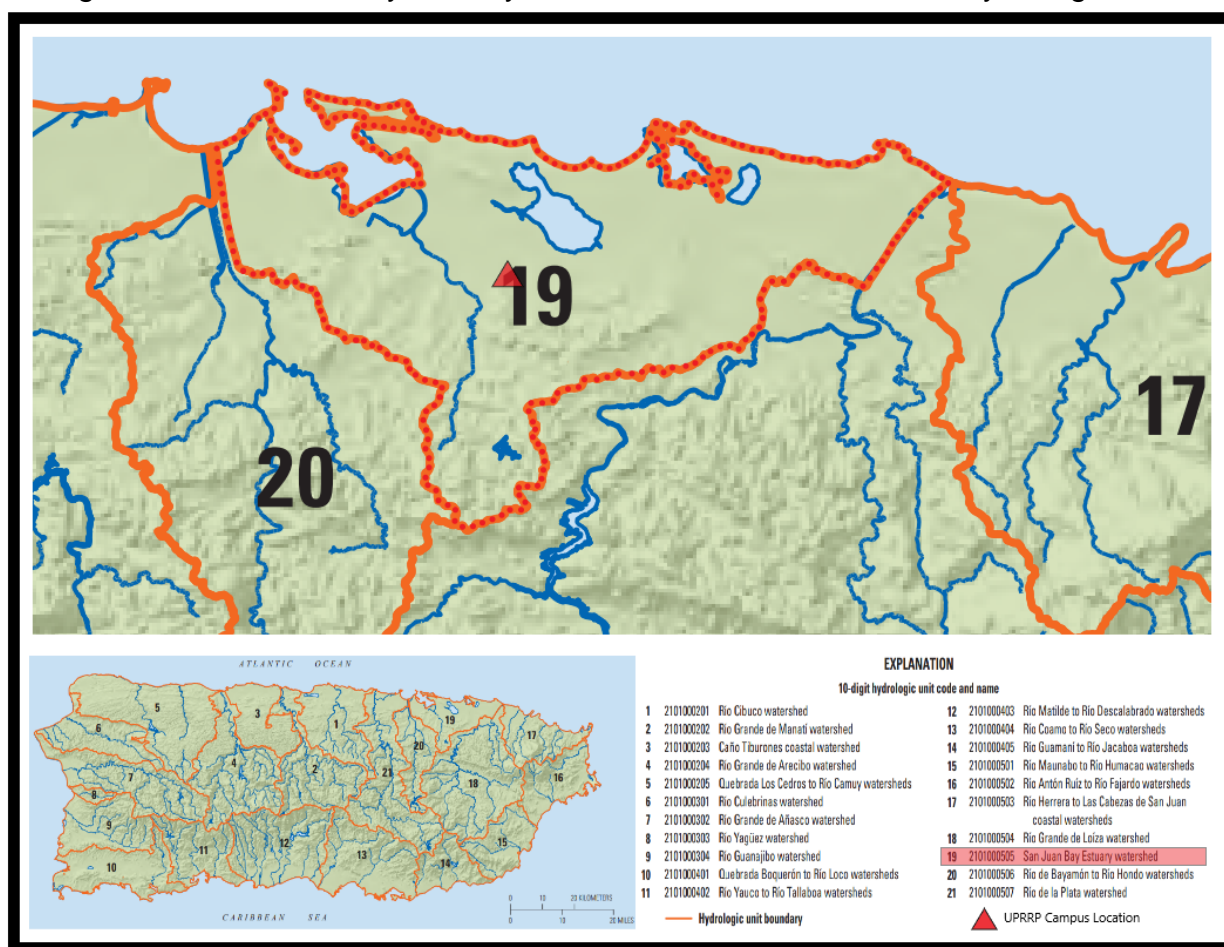 19
20
17
ATLANTIC OCEAN
5
3
1
19
6
20
17
4
2
21
7
16
18
8
9
11
12
13
15
14
10
CARIBBEAN SEA
0 10 20 KILOMETERS
0 10 20 MILES
EXPLANATION
10-digit hydrologic unit code and name
1 2101000201 Río Cibuco watershed
2 2101000202 Río Grande de Manatí watershed
3 2101000203 Caño Tiburones coastal watershed
4 2101000204 Río Grande de Arecibo watershed
5 2101000205 Quebrada Los Cedros to Río Camuy watersheds
6 2101000301 Río Culebrinas watershed
7 2101000302 Río Grande de Añasco watershed
8 2101000303 Río Yagüez watershed
9 2101000304 Río Guanajibo watershed
10 2101000401 Quebrada Boquerón to Río Loco watersheds
11 2101000402 Río Yauco to Río Tallaboa watersheds
12 2101000403 Río Matilde to Río Descalabrado watersheds
13 2101000404 Río Coamo to Río Seco watersheds
14 2101000405 Río Guamaní to Río Jacaboa watersheds
15 2101000501 Río Maunabo to Río Humacao watersheds
16 2101000502 Río Antón Ruíz to Río Fajardo watersheds
17 2101000503 Río Herrera to Las Cabezas de San Juan
coastal watersheds
18 2101000504 Río Grande de Loíza watershed
19 2101000505 San Juan Bay Estuary watershed
20 2101000506 Río de Bayamón to Río Hondo watersheds
21 2101000507 Río de la Plata watershed
Hydrologic unit boundary
UPRRP Campus Location